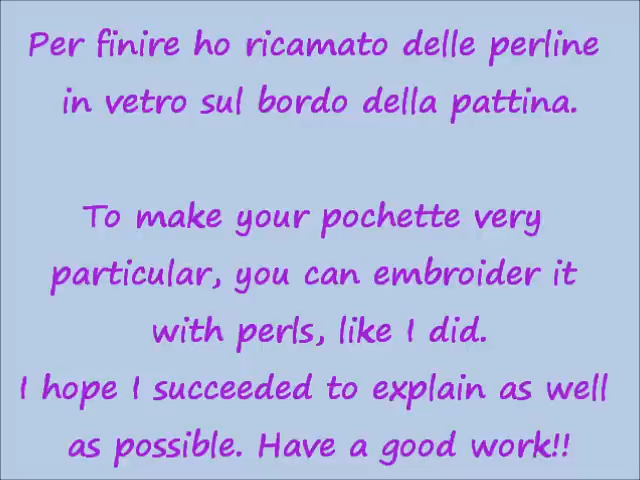 Per finire ho ricamato delle perline
in vetro sul bordo della pattina.
To make your pochette very
particular, you can embroider it
with perls, like I did.
I hope I succeeded to explain as well
as possible. Have a good work!!